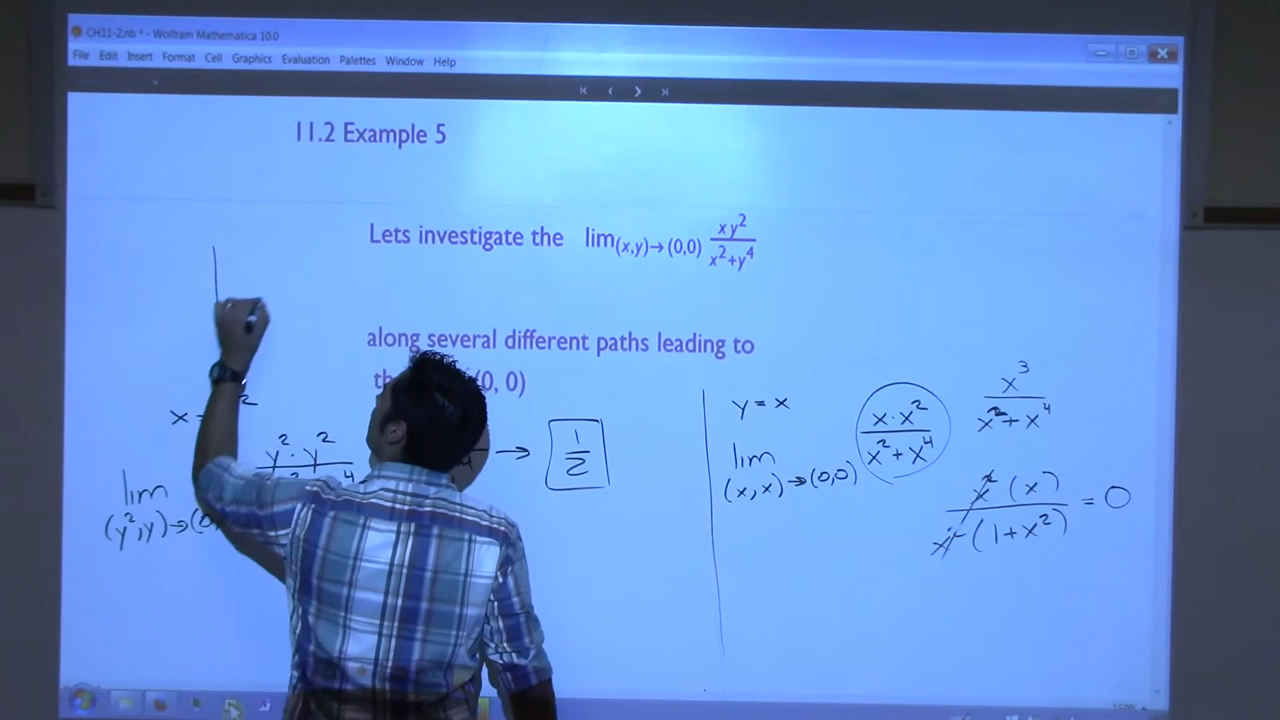 CH11-2.nb * - Wolfram Mathematica 10.0
File Edit Insert Format Cell Graphics Evaluation Palettes Window Help
11.2 Example 5
Lets investigate the lim(x,y)→(0,0) xy²/x²+y⁴
along several different paths leading to
(0, 0)
x
y²·y²
4
→ 1/2
lim
(y²,y)→(0,
y = x
lim
(x,x)→(0,0)
x·x²/x²+x⁴
x³/x²+x⁴
x²(x)/x²(1+x²) = 0